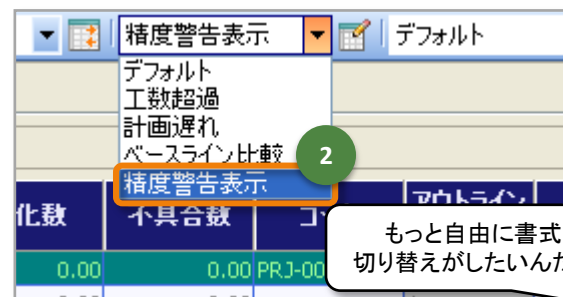 精度警告表示 デフォルト
デフォルト
工数超過
計画遅れ
ベースライン比較
精度警告表示
2
化数 不具合数 コ アウトライン
もっと自由に書式
切り替えがしたいんだ
0.00 0.00 PRJ-00